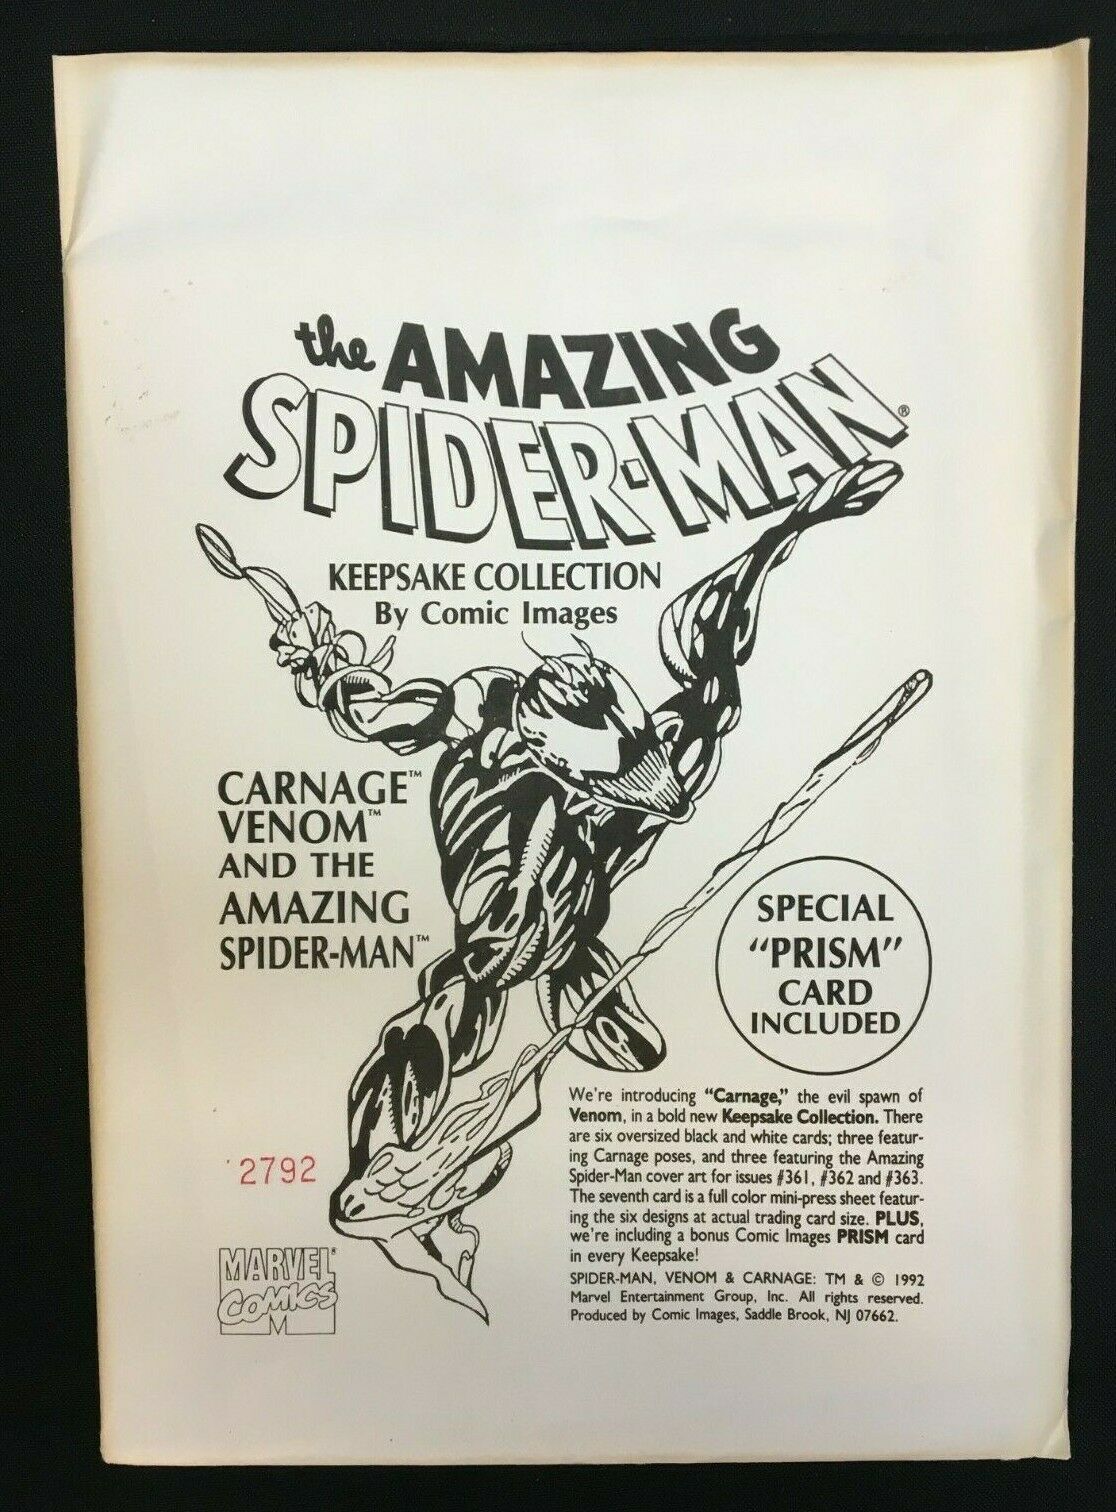 the AMAZING
SPIDER-MAN®
KEEPSAKE COLLECTION
By Comic Images
CARNAGE™
VENOM™
AND THE
AMAZING
SPIDER-MAN™
SPECIAL
“PRISM”
CARD
INCLUDED
We're introducing “Carnage,” the evil spawn of
Venom, in a bold new Keepsake Collection. There
are six oversized black and white cards; three featur-
ing Carnage poses, and three featuring the Amazing
Spider-Man cover art for issues #361, #362 and #363.
The seventh card is a full color mini-press sheet featur-
ing the six designs at actual trading card size. PLUS,
we're including a bonus Comic Images PRISM card
in every Keepsake!
SPIDER-MAN, VENOM & CARNAGE: TM & © 1992
Marvel Entertainment Group, Inc. All rights reserved.
Produced by Comic Images, Saddle Brook, NJ 07662.
2792
MARVEL®
COMICS
M